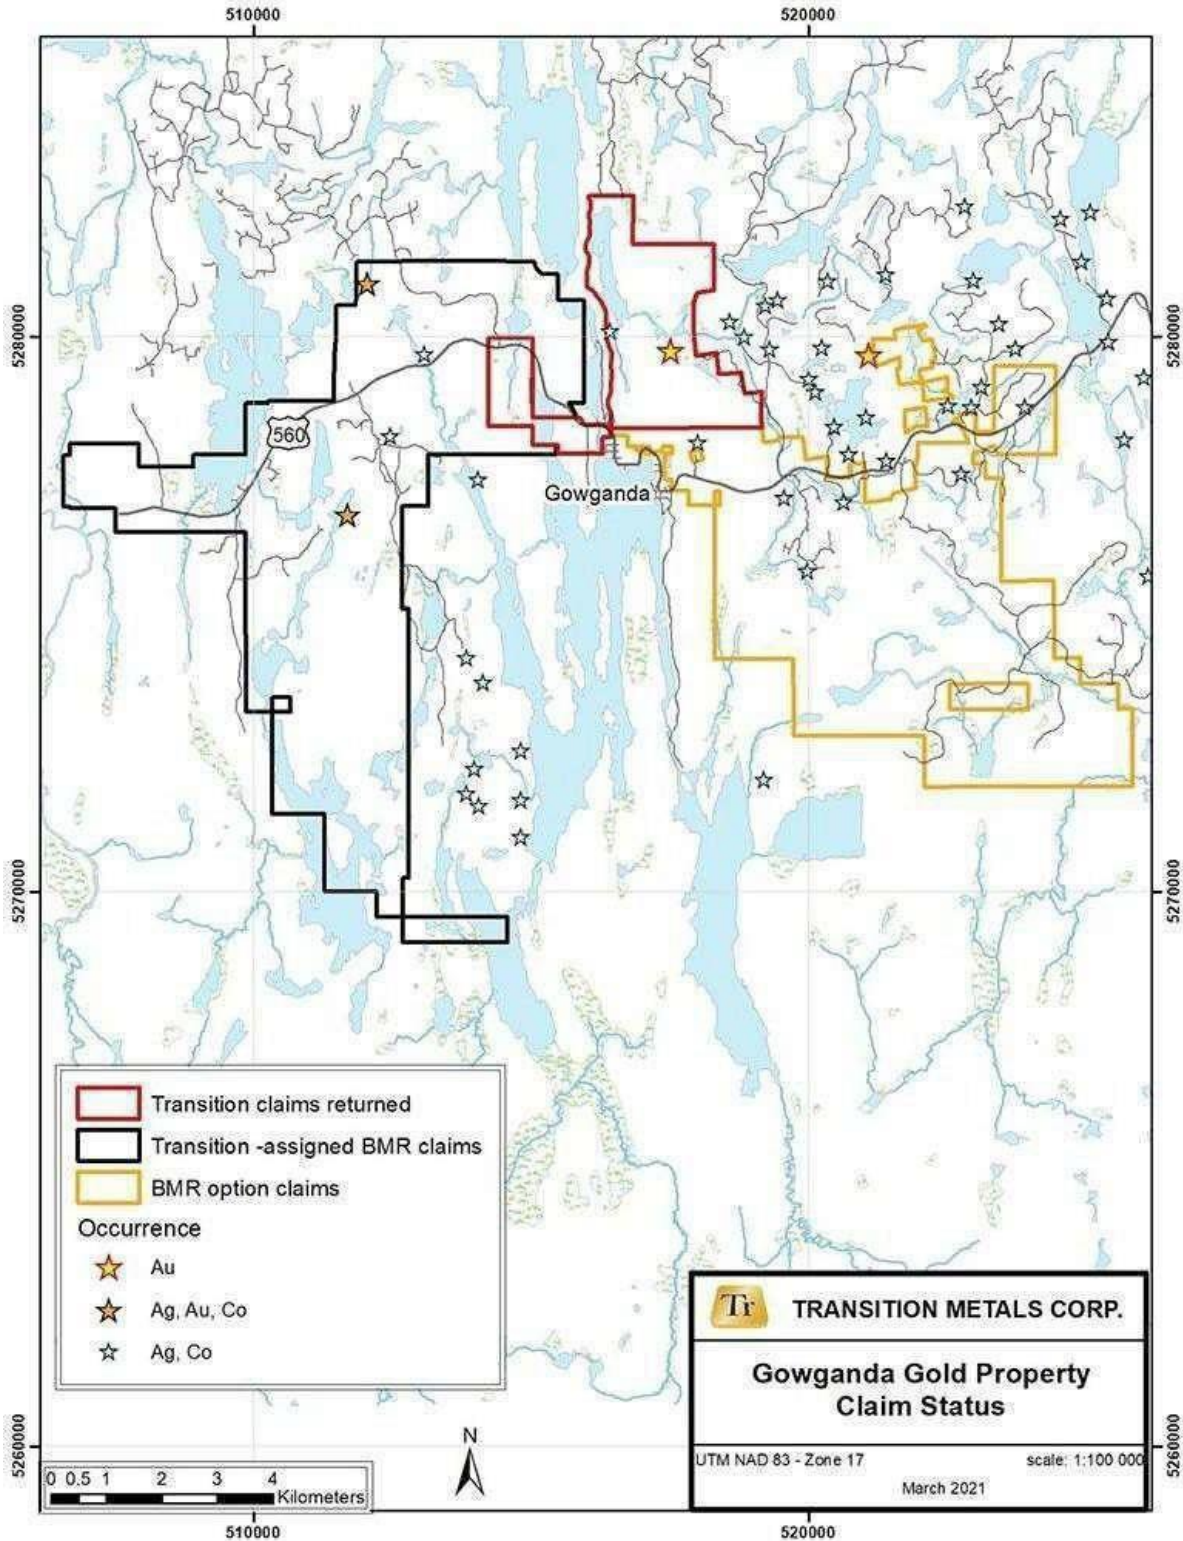 510000
520000
5280000
5280000
560
Gowganda
5270000
5270000
Transition claims returned
Transition -assigned BMR claims
BMR option claims
Occurrence
Au
Ag, Au, Co
Ag, Co
Tr
TRANSITION METALS CORP.
Gowganda Gold Property
Claim Status
UTM NAD 83 - Zone 17
scale: 1:100 000
March 2021
5260000
5260000
N
0 0.5 1 2 3 4
Kilometers
510000
520000